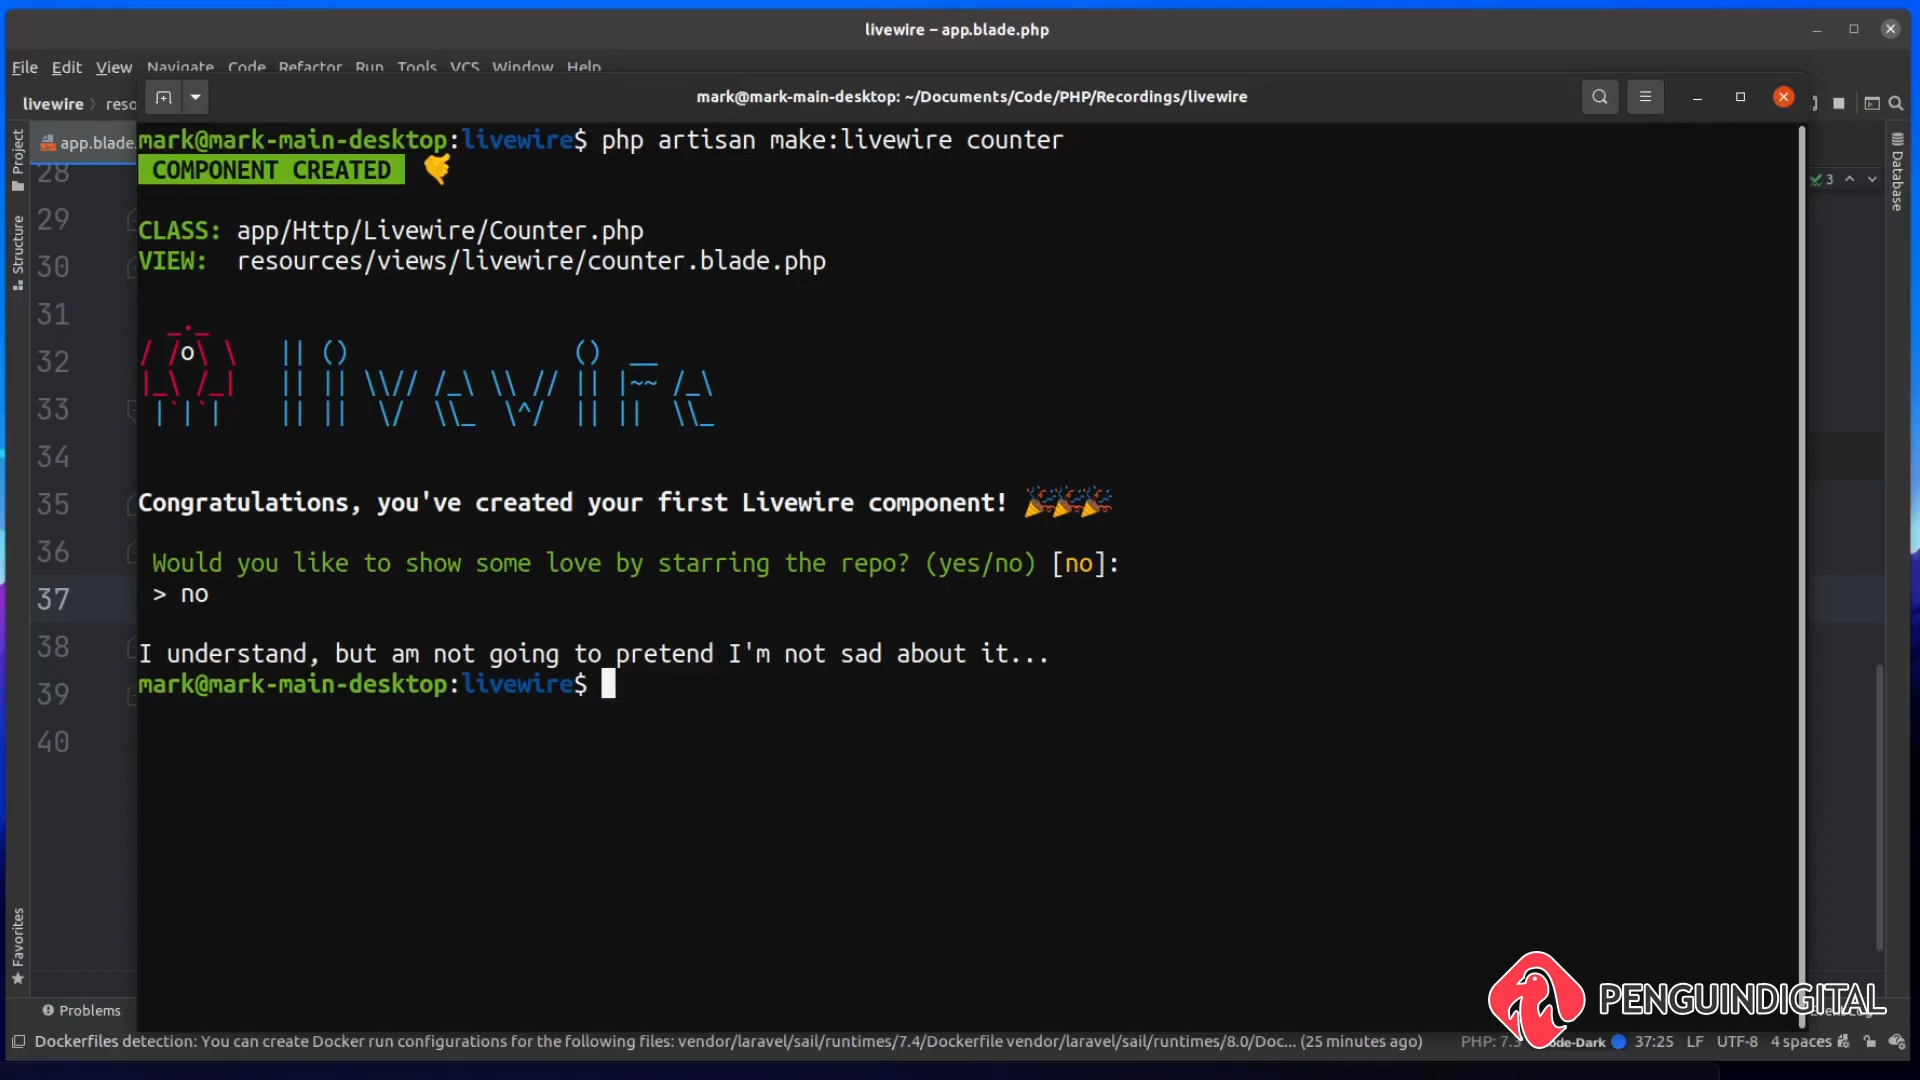 livewire – app.blade.php
File Edit View Navigate Code Refactor Run Tools VCS Window Help
livewire
mark@mark-main-desktop: ~/Documents/Code/PHP/Recordings/livewire
Project
Structure
Favorites
Database
app.blade.
3
28
29
30
31
32
33
34
35
36
37
38
39
40
mark@mark-main-desktop:livewire$ php artisan make:livewire counter
COMPONENT CREATED
CLASS: app/Http/Livewire/Counter.php
VIEW: resources/views/livewire/counter.blade.php
livewire
Congratulations, you've created your first Livewire component!
Would you like to show some love by starring the repo? (yes/no) [no]:
> no
I understand, but am not going to pretend I'm not sad about it...
mark@mark-main-desktop:livewire$
PENGUINDIGITAL
Problems
Dockerfiles detection: You can create Docker run configurations for the following files: vendor/laravel/sail/runtimes/7.4/Dockerfile vendor/laravel/sail/runtimes/8.0/Doc... (25 minutes ago)
37:25 LF UTF-8 4 spaces